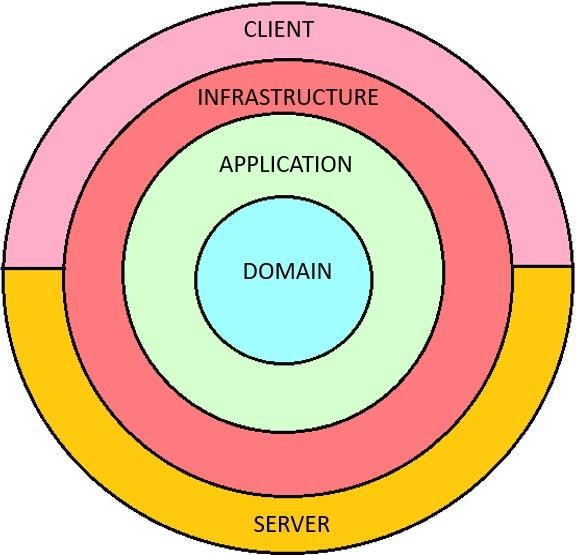 CLIENT
INFRASTRUCTURE
APPLICATION
DOMAIN
SERVER